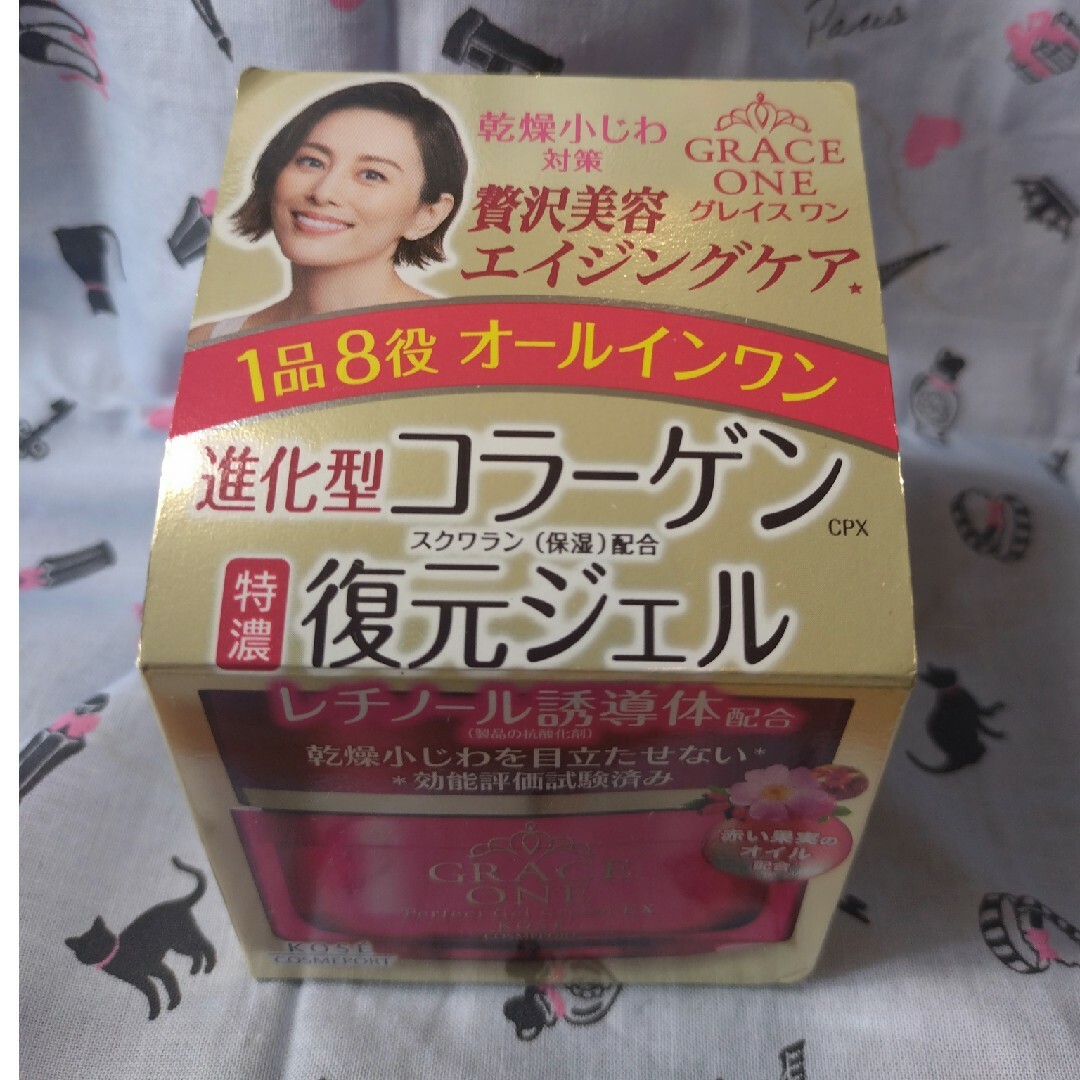 Paris
乾燥小じわ
対策
GRACE
ONE
グレイス ワン
贅沢美容
エイジングケア★
1品8役 オールインワン
進化型 コラーゲン
CPX
スクワラン(保湿)配合
特濃
復元ジェル
レチノール誘導体配合
(製品の抗酸化剤)
乾燥小じわを目立たせない*
*効能評価試験済み
赤い果実の
オイル
配合
GRACE
ONE
Perfect Gel
COSMEPORT
KOSÉ
COSMEPORT